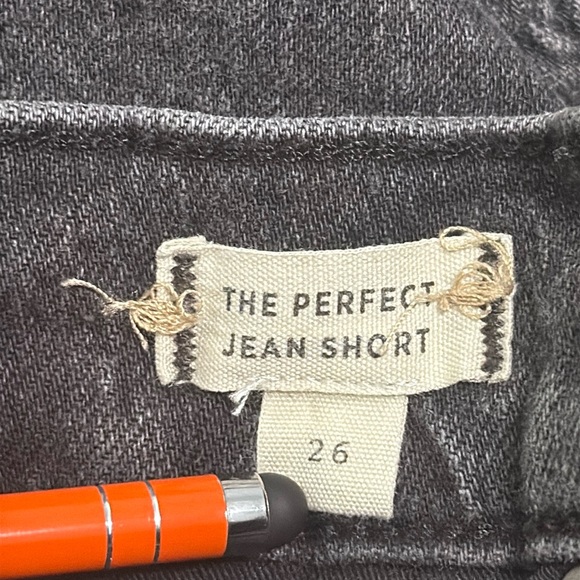 THE PERFECT
JEAN SHORT
26